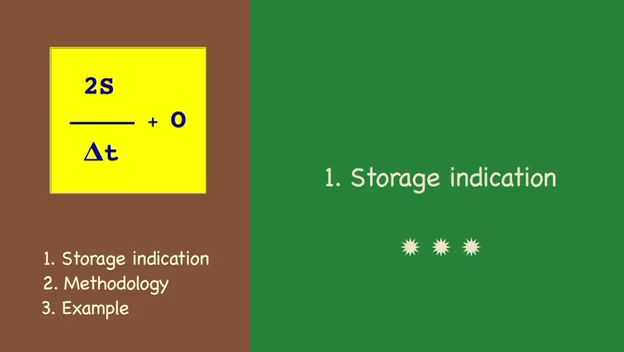 2S
+ O
Δt
1. Storage indication
2. Methodology
3. Example
1. Storage indication